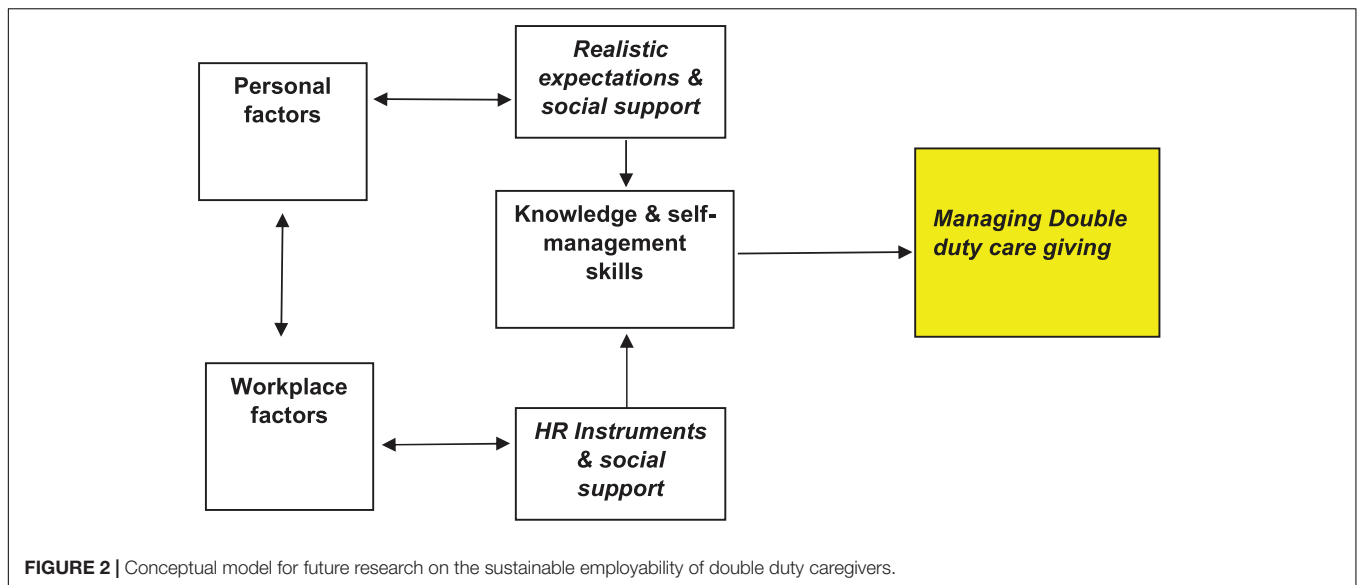 Personal
factors
Realistic
expectations &
social support
Knowledge & self-
management
skills
Managing Double
duty care giving
Workplace
factors
HR Instruments
& social
support
FIGURE 2 | Conceptual model for future research on the sustainable employability of double duty caregivers.